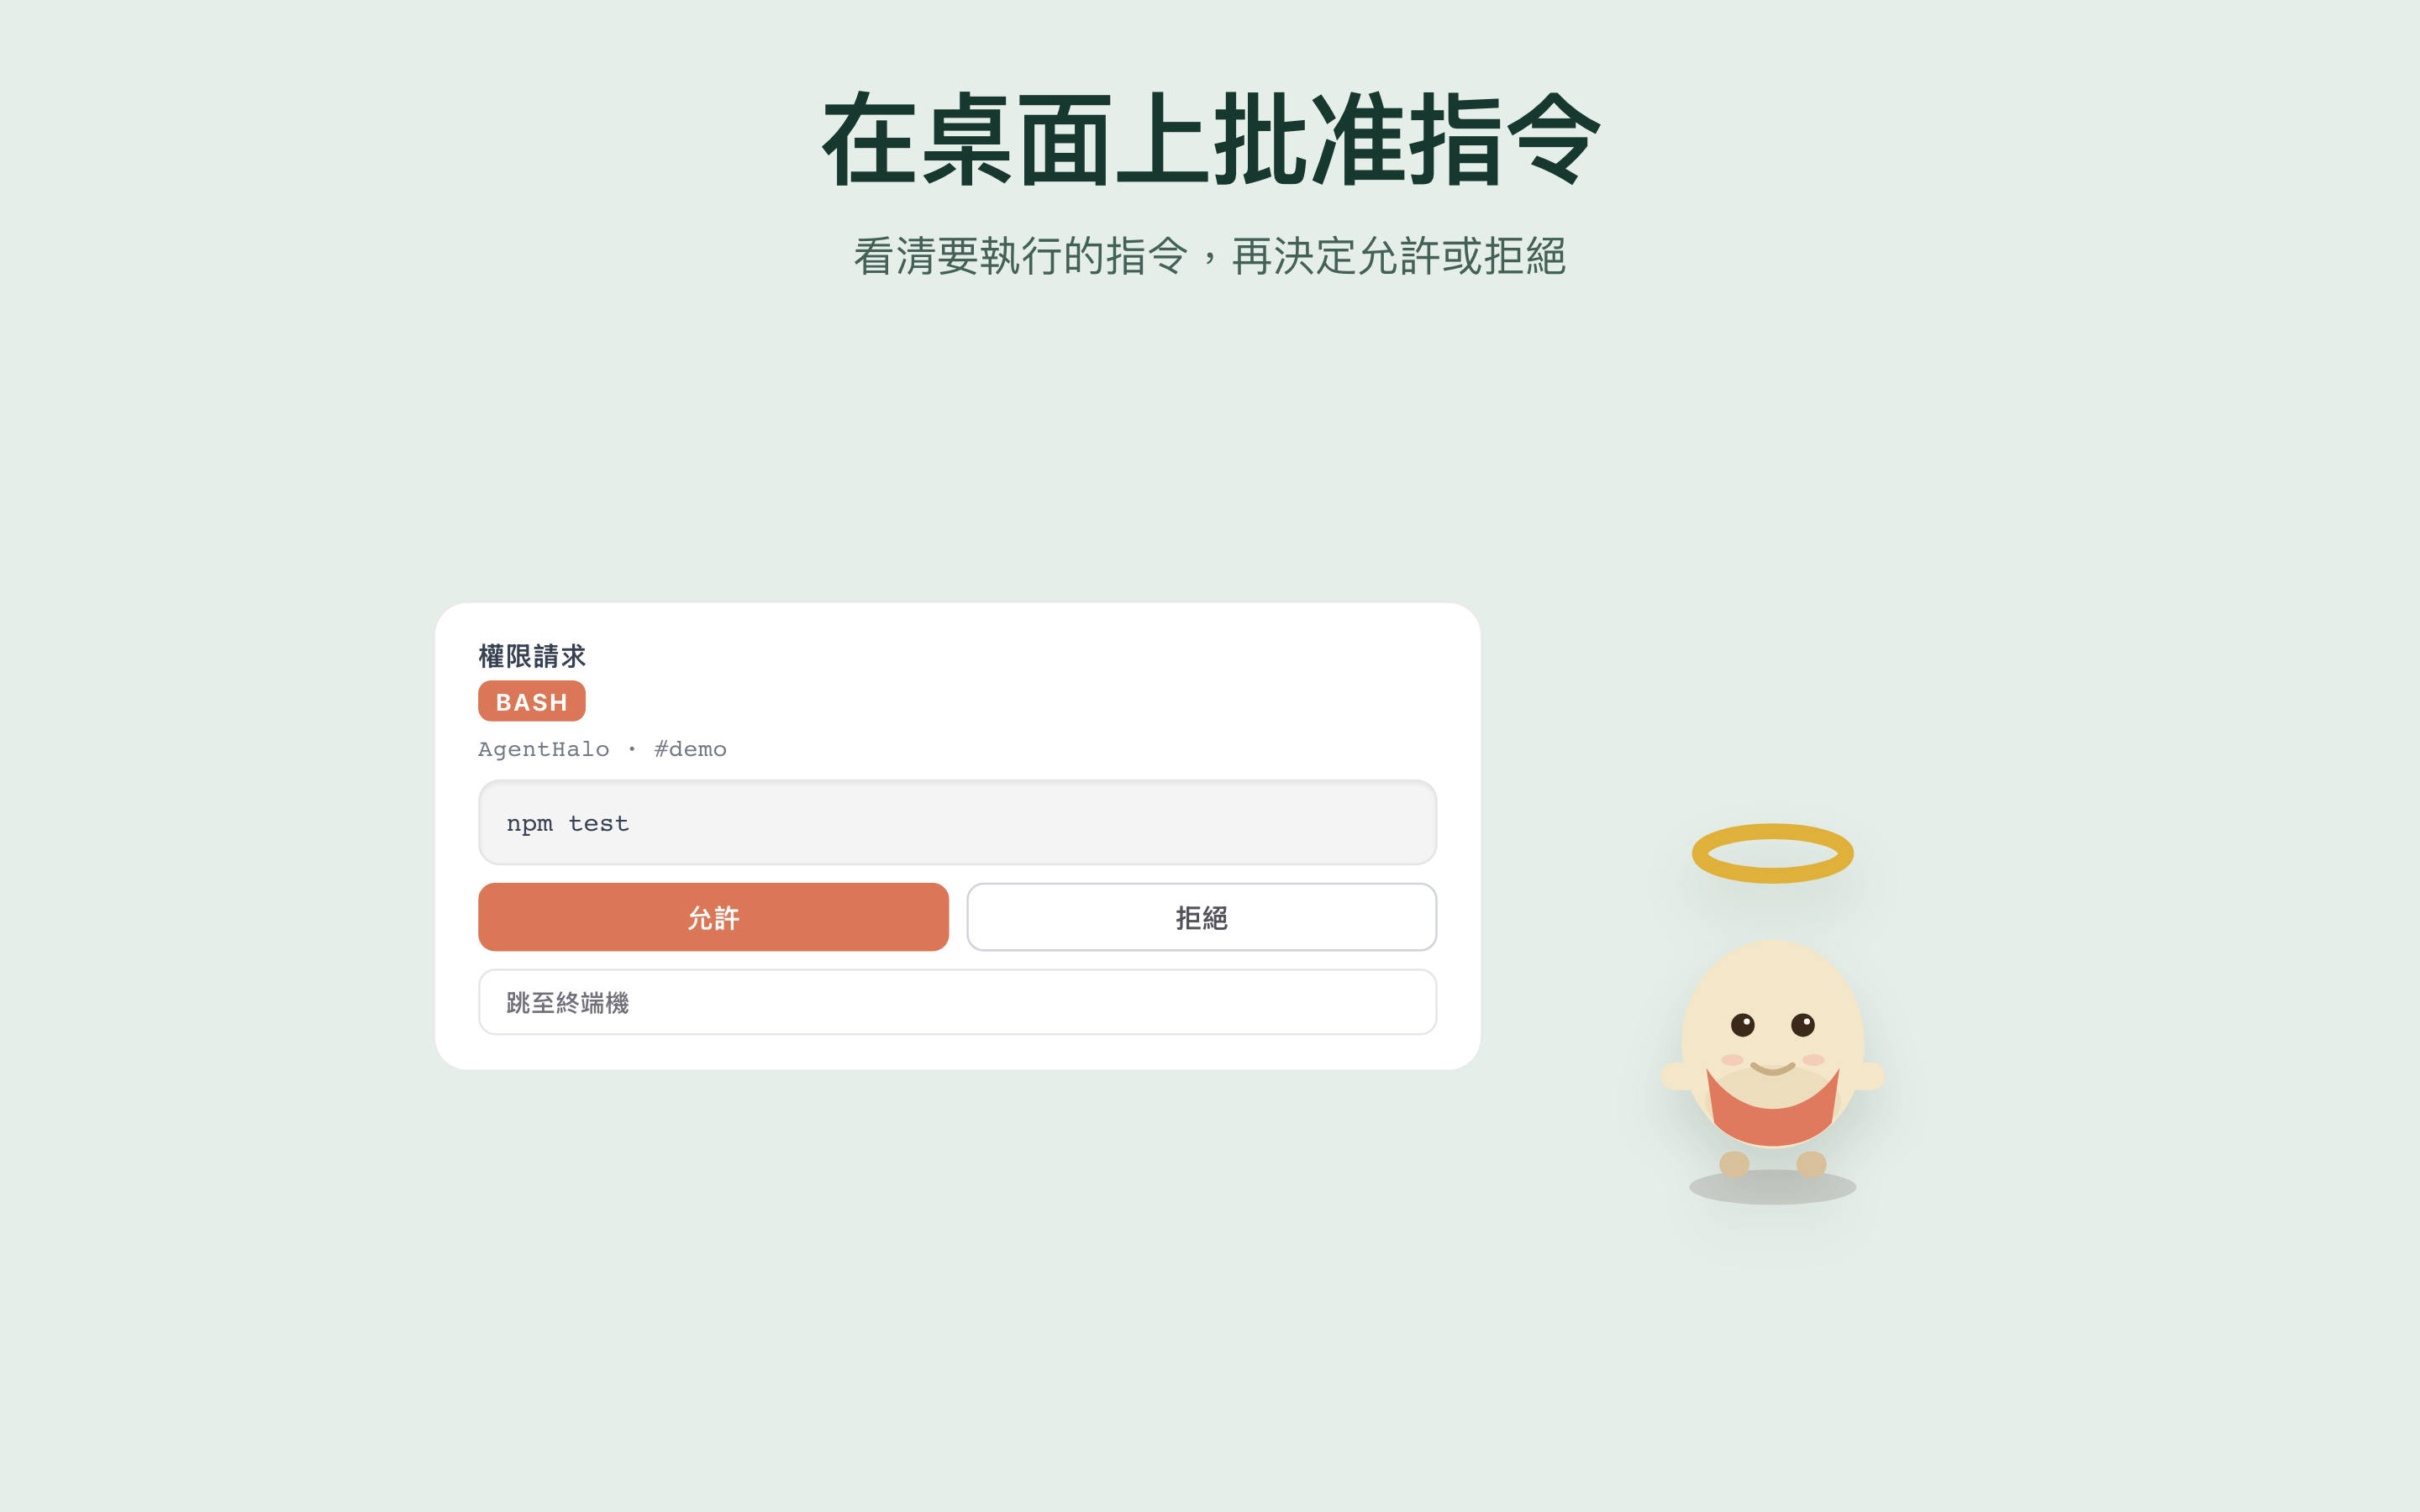 在桌面上批准指令
看清要執行的指令，再決定允許或拒絕
權限請求
BASH
AgentHalo · #demo
npm test
允許
拒絕
跳至終端機